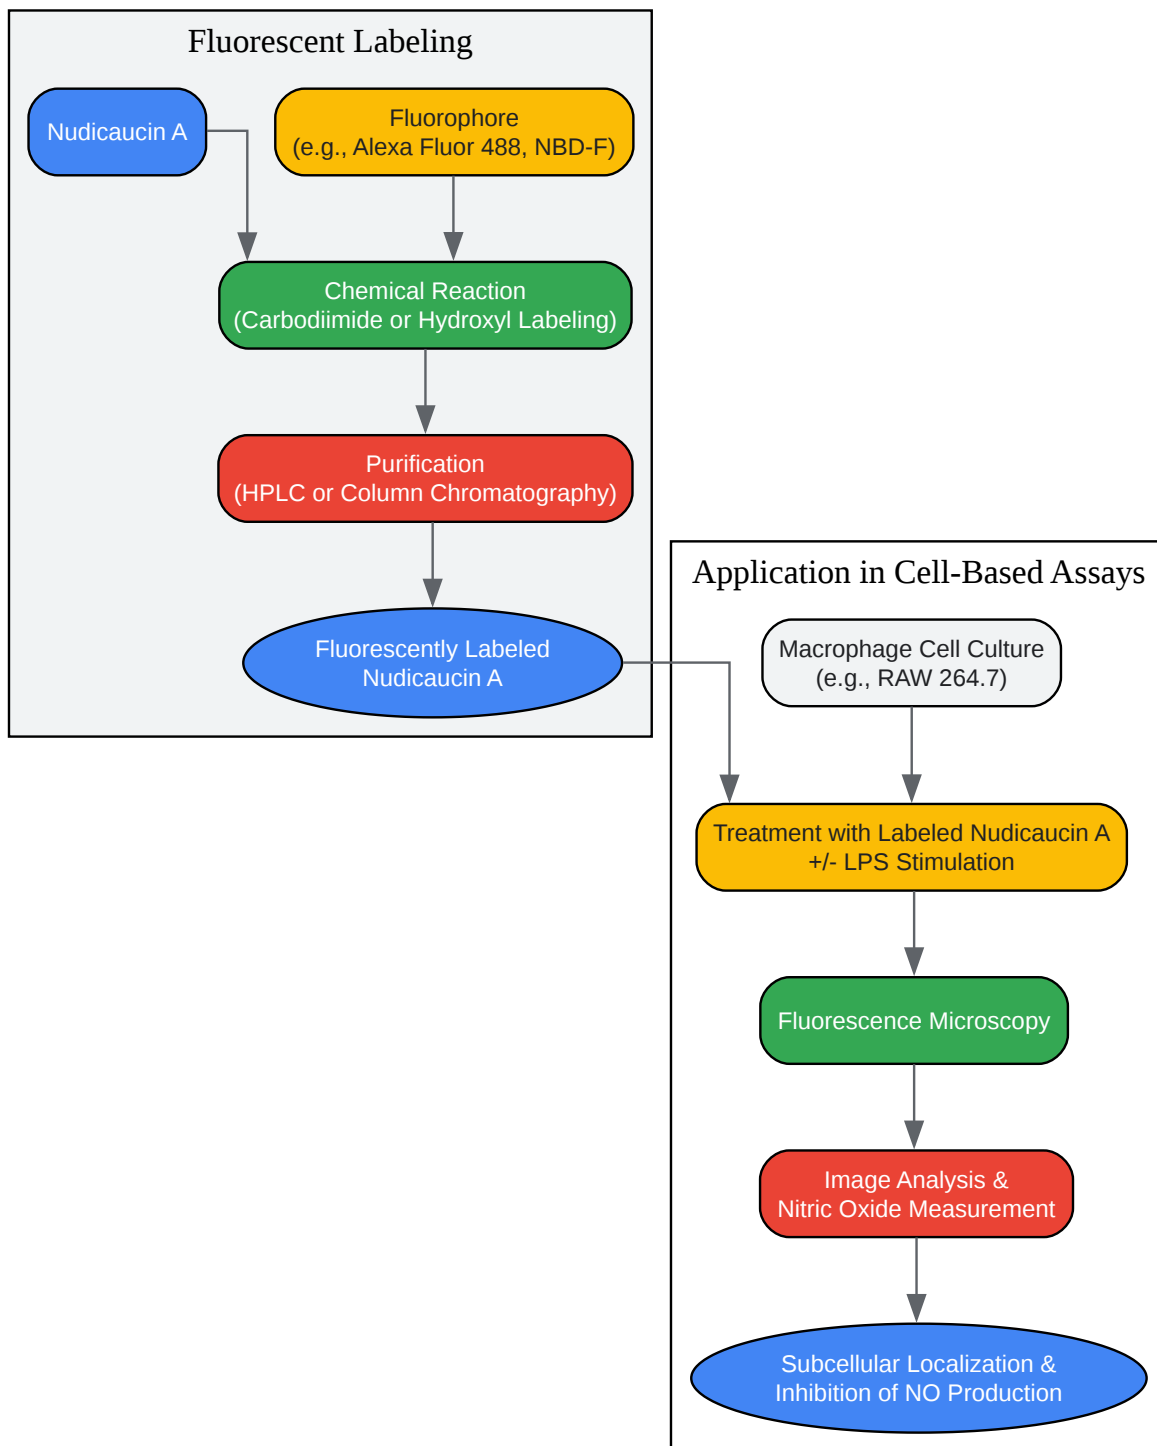 Fluorescent Labeling
Nudicaucin A
Fluorophore
(e.g., Alexa Fluor 488, NBD-F)
Chemical Reaction
(Carbodiimide or Hydroxyl Labeling)
Purification
(HPLC or Column Chromatography)
Fluorescently Labeled
Nudicaucin A
Application in Cell-Based Assays
Macrophage Cell Culture
(e.g., RAW 264.7)
Treatment with Labeled Nudicaucin A
+/- LPS Stimulation
Fluorescence Microscopy
Image Analysis &
Nitric Oxide Measurement
Subcellular Localization &
Inhibition of NO Production